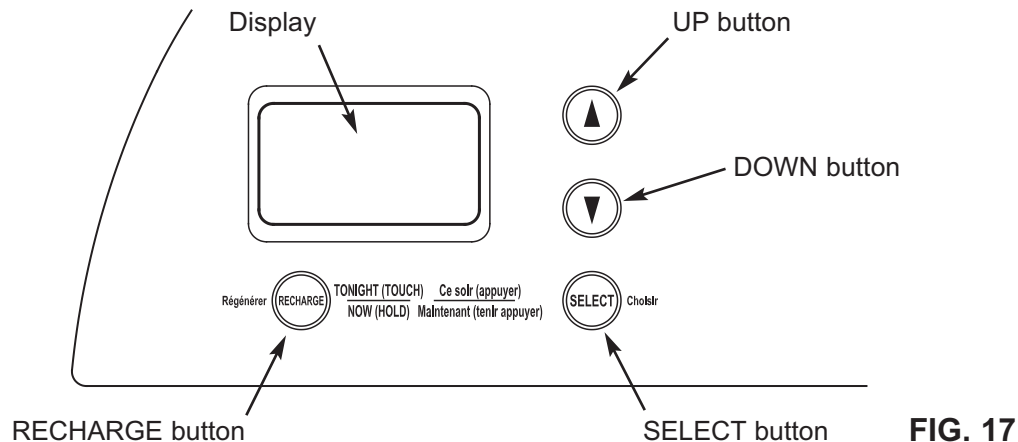 Display
UP button
DOWN button
Régénérer
RECHARGE
TONIGHT (TOUCH)
NOW (HOLD)
Ce soir (appuyer)
Maintenant (tenir appuyer)
SELECT
Choisir
RECHARGE button
SELECT button
FIG. 17